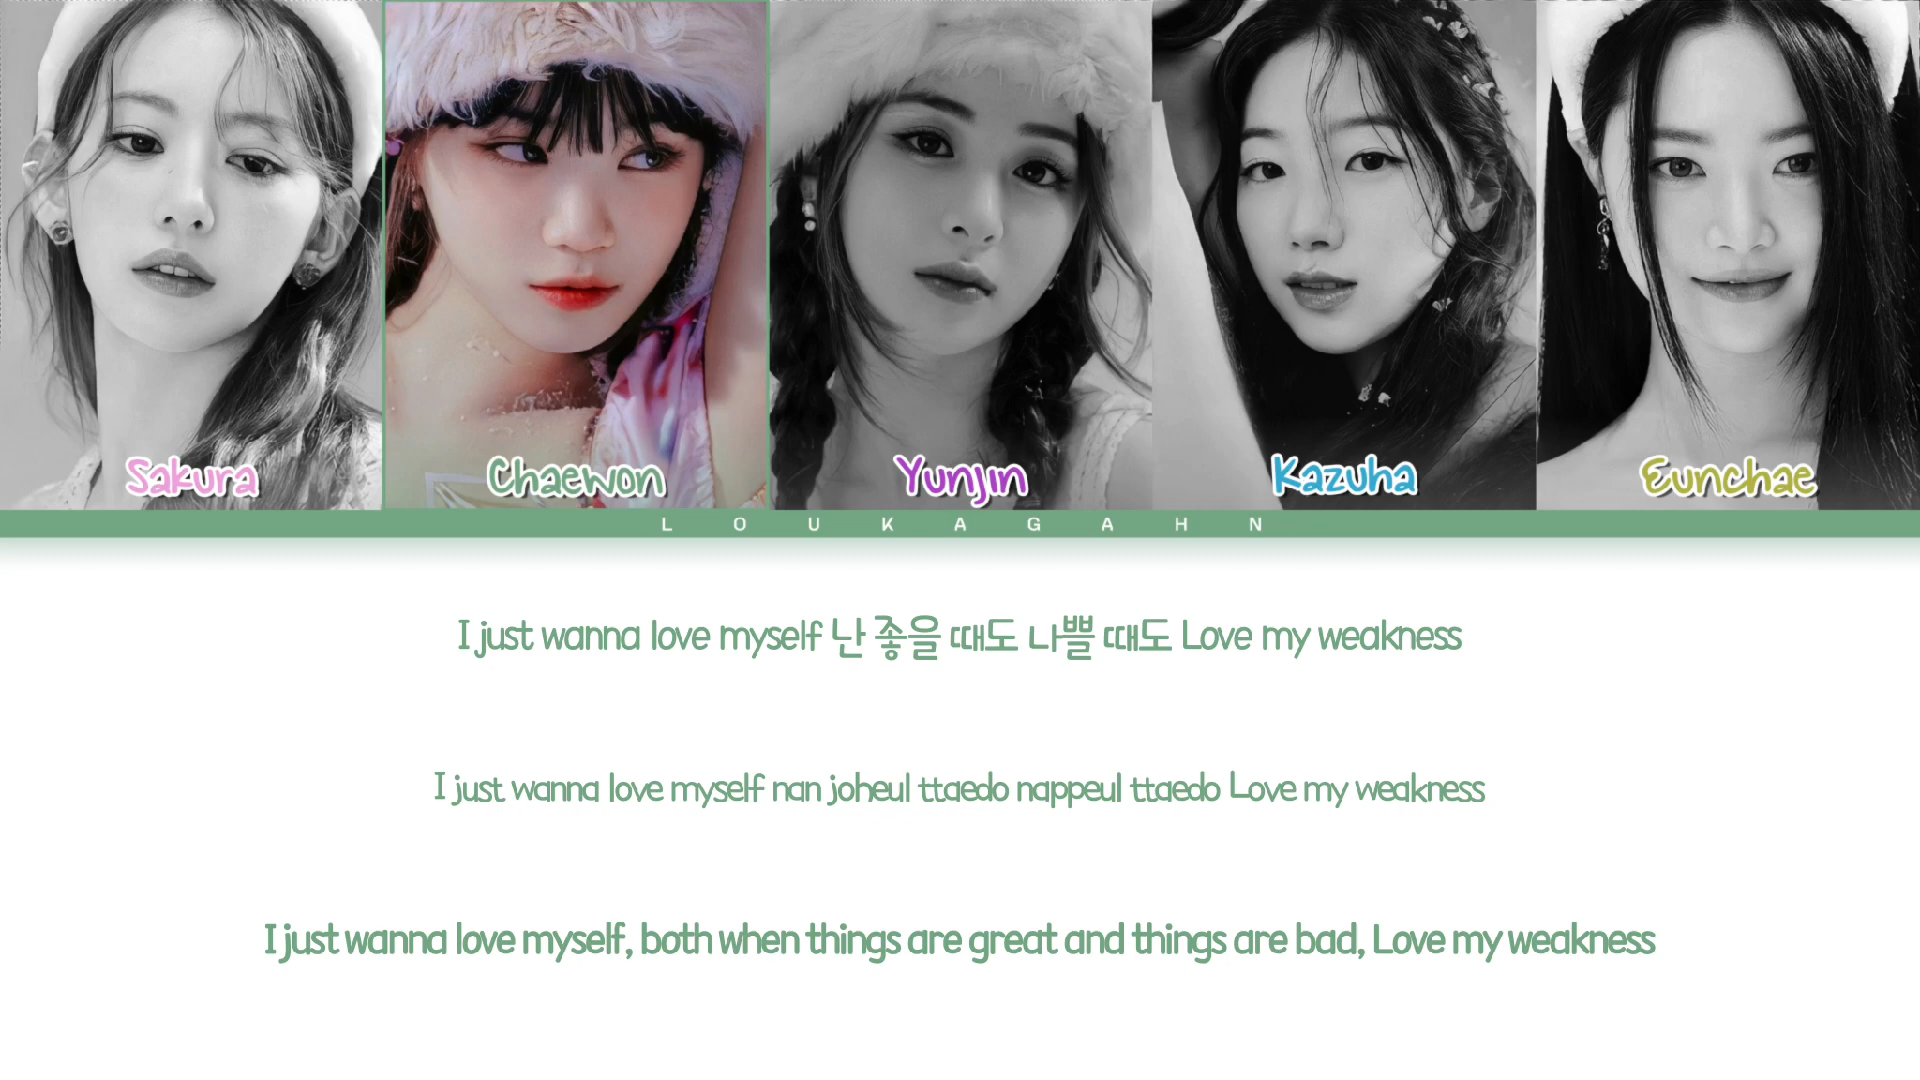 Sakura
Chaewon
Yunjin
Kazuha
Eunchae
LOUKAGAHN
I just wanna love myself 난 좋을 때도 나쁠 때도 Love my weakness
I just wanna love myself nan joheul ttaedo nappeul ttaedo Love my weakness
I just wanna love myself, both when things are great and things are bad, Love my weakness